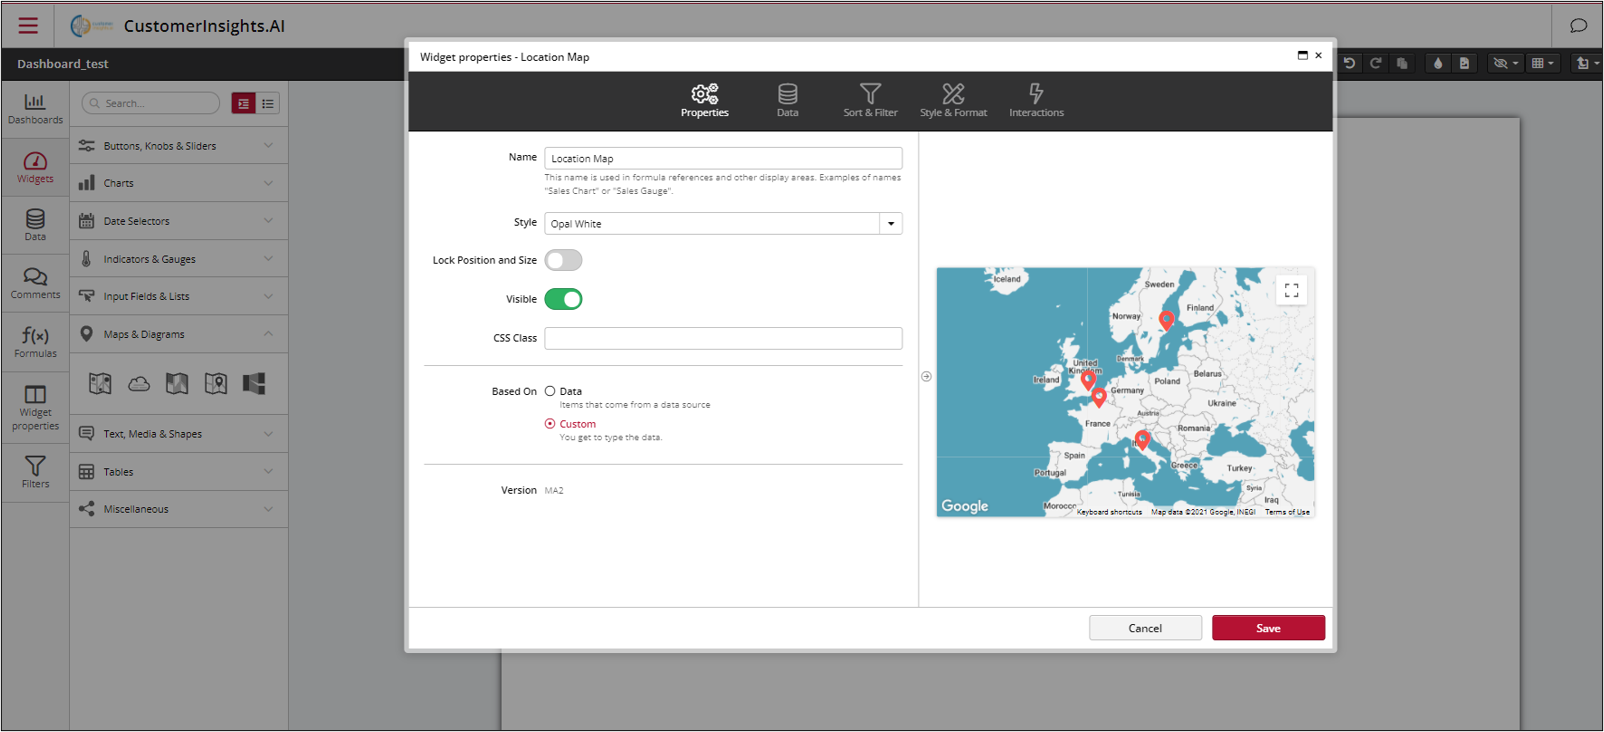 CustomerInsights.AI
Dashboard_test
Dashboards
Widgets
Data
Comments
f(x)
Formulas
Widget
properties
Filters
Search...
Buttons, Knobs & Sliders
Charts
Date Selectors
Indicators & Gauges
Input Fields & Lists
Maps & Diagrams
Text, Media & Shapes
Tables
Miscellaneous
Widget properties - Location Map
Properties
Data
Sort & Filter
Style & Format
Interactions
Name
Location Map
This name is used in formula references and other display areas. Examples of names
"Sales Chart" or "Sales Gauge".
Style
Opal White
Lock Position and Size
Visible
CSS Class
Based On
Data
Items that come from a data source
Custom
You get to type the data.
Version MA2
Iceland
Sweden
Finland
Norway
Denmark
United
Kingdom
Ireland
Belarus
Poland
Germany
Ukraine
Austria
France
Romania
Spain
Portugal
Greece
Turkey
Syria
Iraq
Tunisia
Morocco
Google
Keyboard shortcuts
Map data ©2021 Google, INEGI
Terms of Use
Cancel
Save